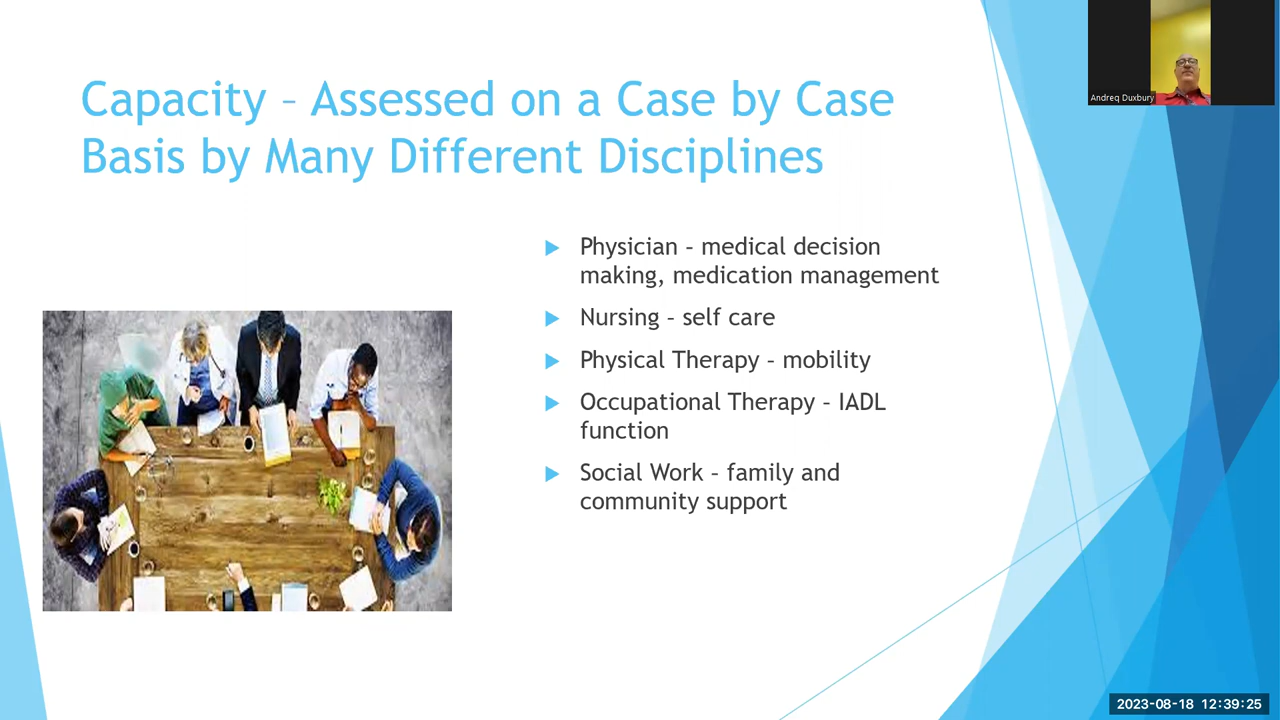 Capacity – Assessed on a Case by Case
Basis by Many Different Disciplines
Andreq Duxbury
Physician – medical decision
making, medication management
Nursing – self care
Physical Therapy – mobility
Occupational Therapy – IADL
function
Social Work – family and
community support
2023-08-18 12:39:25